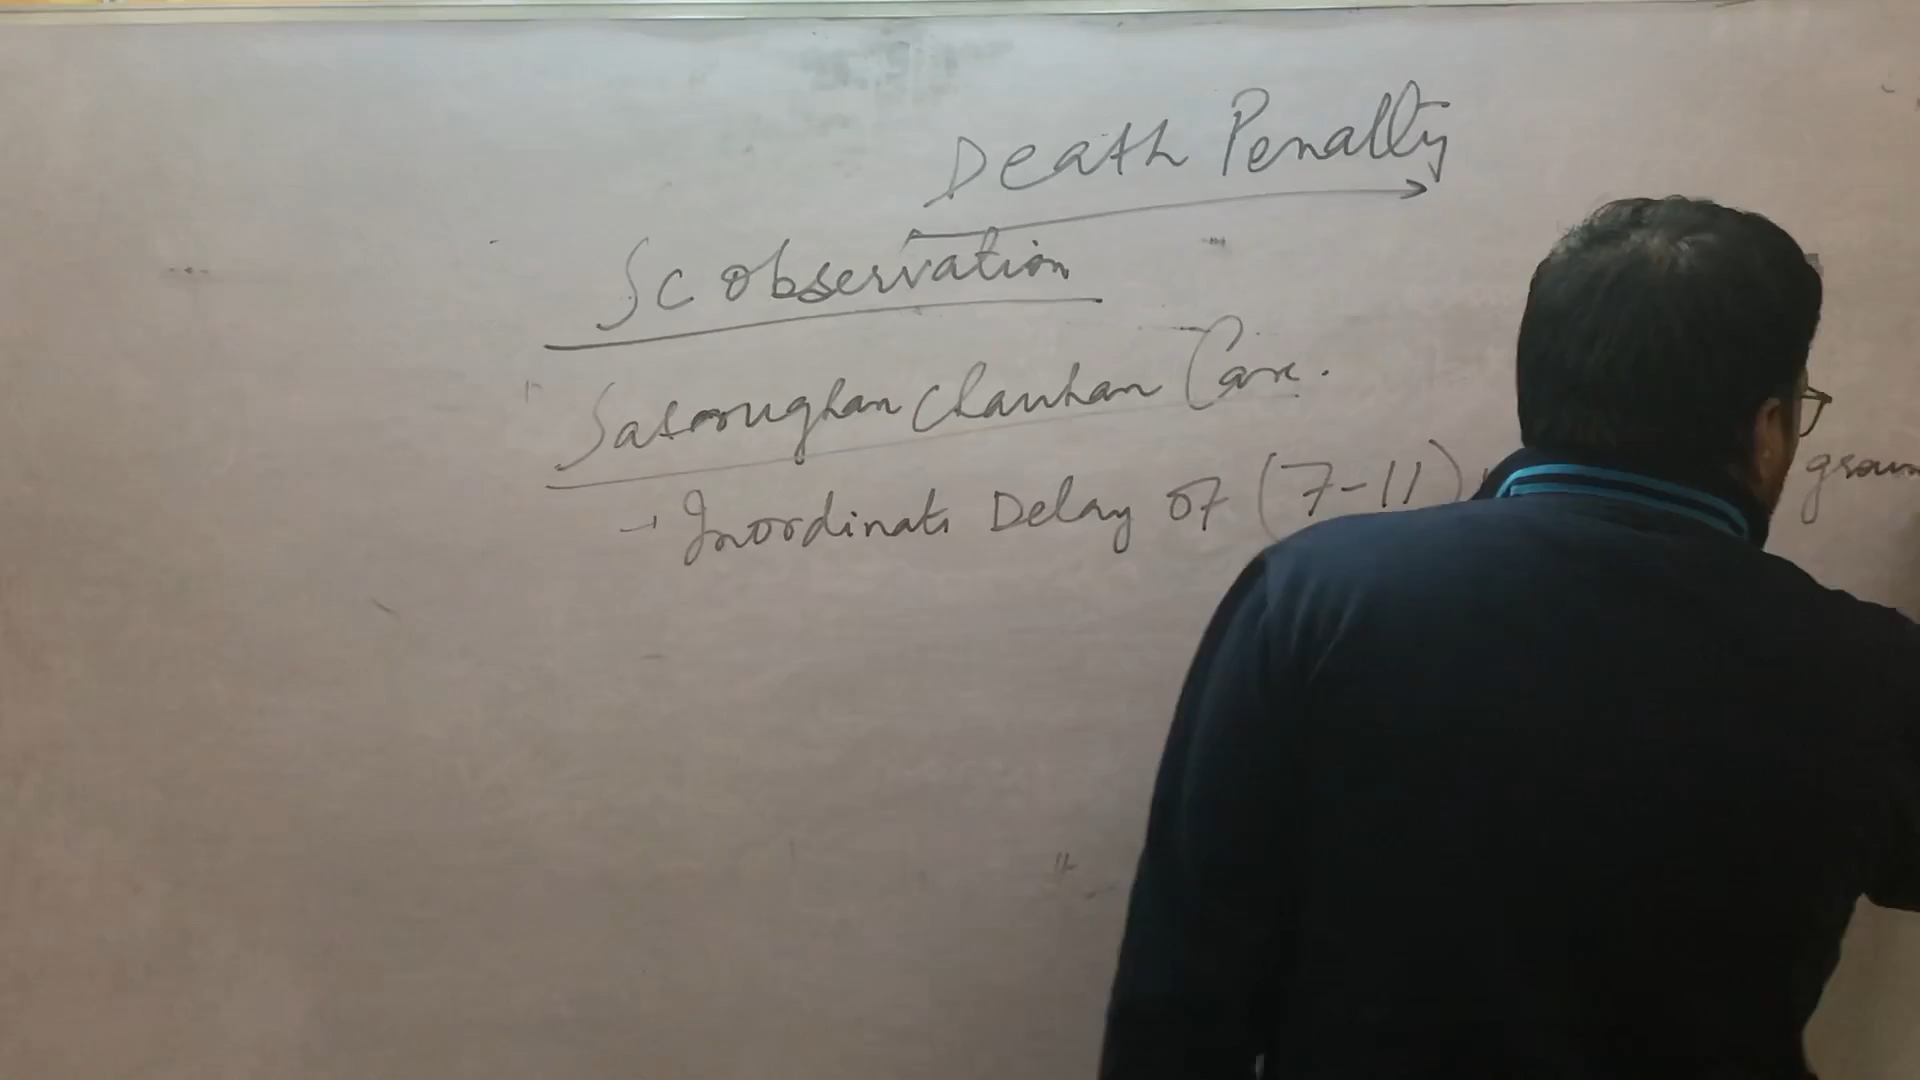 Death Penalty
SC Observation
Satrughan Chauhan Case.
→ Inordinate Delay of (7-11)